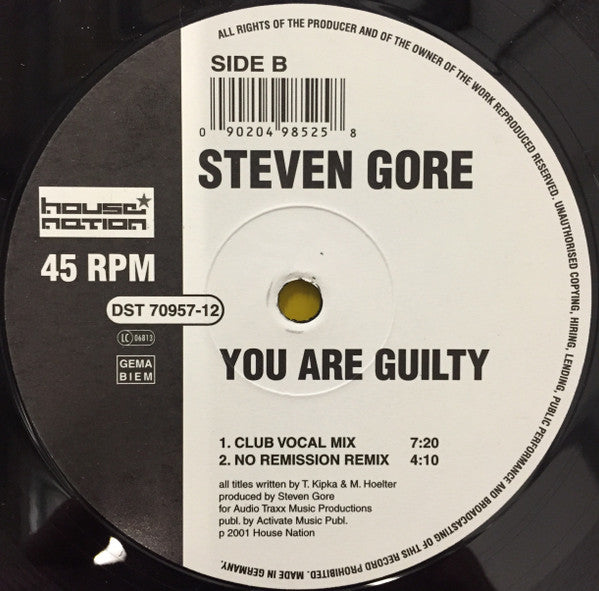 ALL RIGHTS OF THE PRODUCER AND OF THE OWNER OF THE WORK REPRODUCED RESERVED. UNAUTHORISED COPYING, HIRING, LENDING, PUBLIC PERFORMANCE AND BROADCASTING OF THIS RECORD PROHIBITED. MADE IN GERMANY.
SIDE B
0 90204 98525 8
STEVEN GORE
house nation
45 RPM
DST 70957-12
LC 06813
GEMA
BIEM
YOU ARE GUILTY
1. CLUB VOCAL MIX 7:20
2. NO REMISSION REMIX 4:10
all titles written by T. Kipka & M. Hoelter
produced by Steven Gore
for Audio Traxx Music Productions
publ. by Activate Music Publ.
p 2001 House Nation